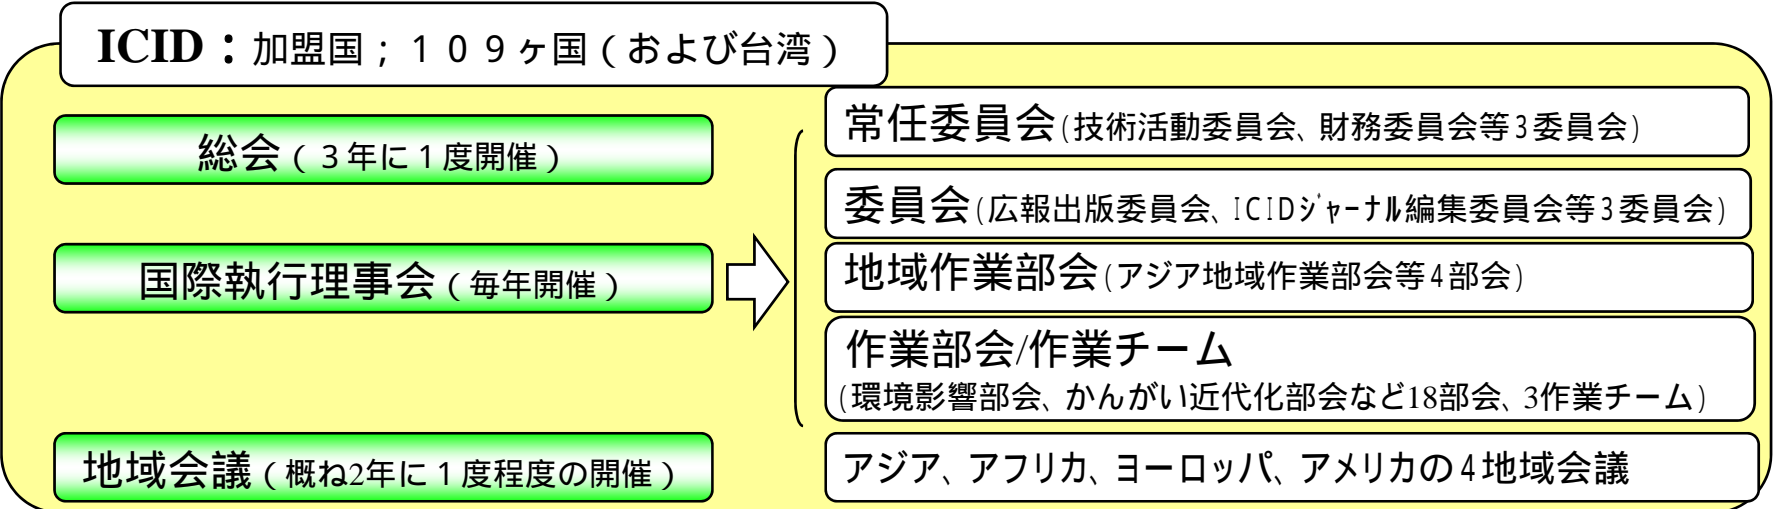 ICID：加盟国；１０９ヶ国（および台湾）
総会（３年に１度開催）
国際執行理事会（毎年開催）
地域会議（概ね2年に１度程度の開催）
常任委員会(技術活動委員会、財務委員会等3委員会)
委員会(広報出版委員会、ICIDｼﾞｬｰﾅﾙ編集委員会等3委員会)
地域作業部会(アジア地域作業部会等4部会)
作業部会/作業チーム
(環境影響部会、かんがい近代化部会など18部会、3作業チーム)
アジア、アフリカ、ヨーロッパ、アメリカの4地域会議